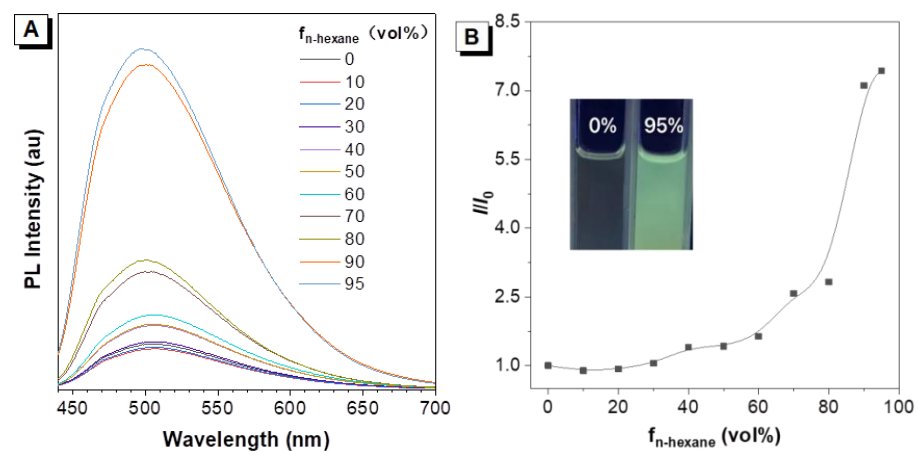 A
f n-hexane (vol%)
0
10
20
30
40
50
60
70
80
90
95
PL Intensity (au)
450 500 550 600 650 700
Wavelength (nm)
B
8.5
7.0
5.5
4.0
2.5
1.0
I/I0
0% 95%
0 20 40 60 80 100
f n-hexane (vol%)